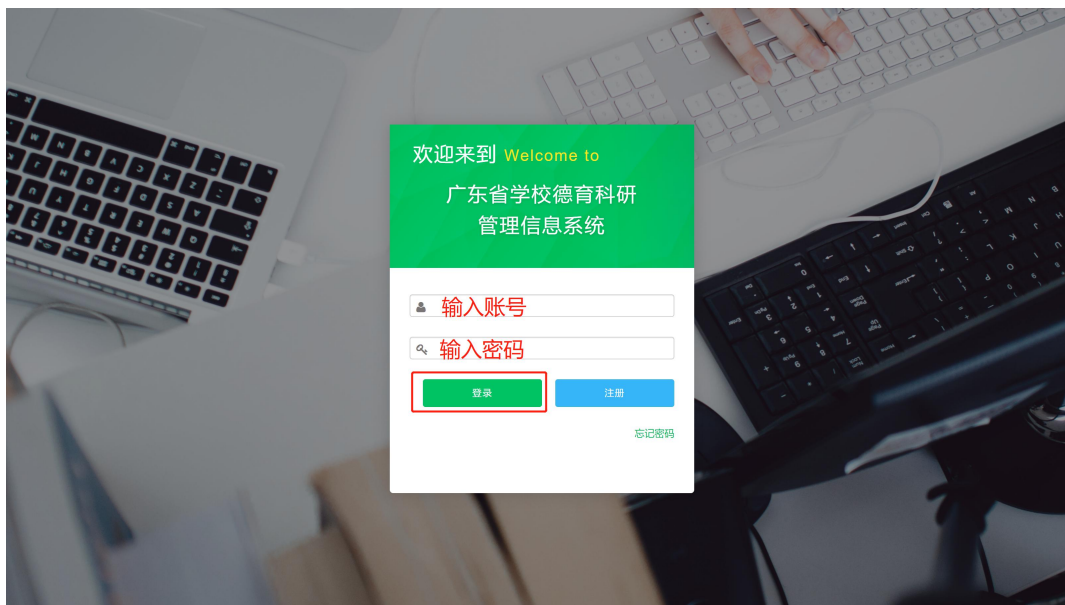 欢迎来到 Welcome to
广东省学校德育科研
管理信息系统
输入账号
输入密码
登录
注册
忘记密码